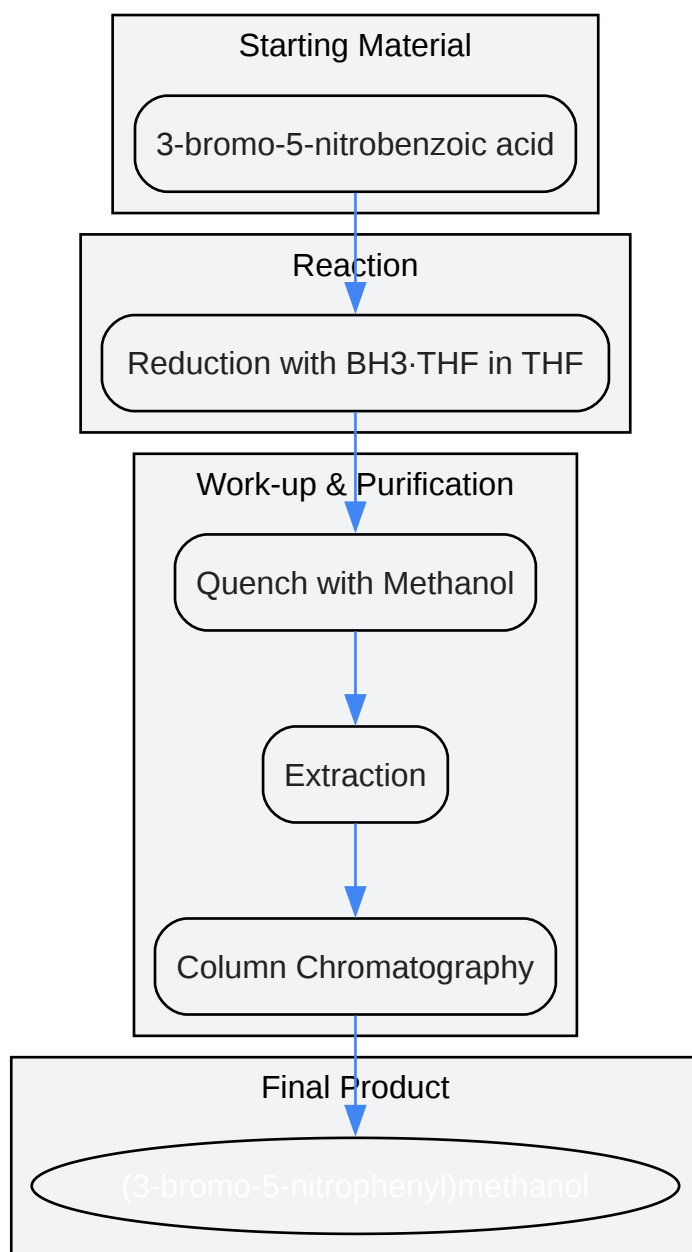 Starting Material
3-bromo-5-nitrobenzoic acid
Reaction
Reduction with BH3·THF in THF
Work-up & Purification
Quench with Methanol
Extraction
Column Chromatography
Final Product
(3-bromo-5-nitrophenyl)methanol